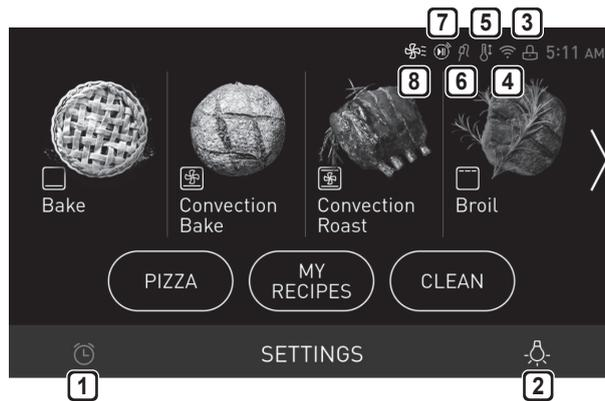 7 5 3
5:11 AM
8 6 4
Bake
Convection
Bake
Convection
Roast
Broil
PIZZA
MY
RECIPES
CLEAN
SETTINGS
1 2